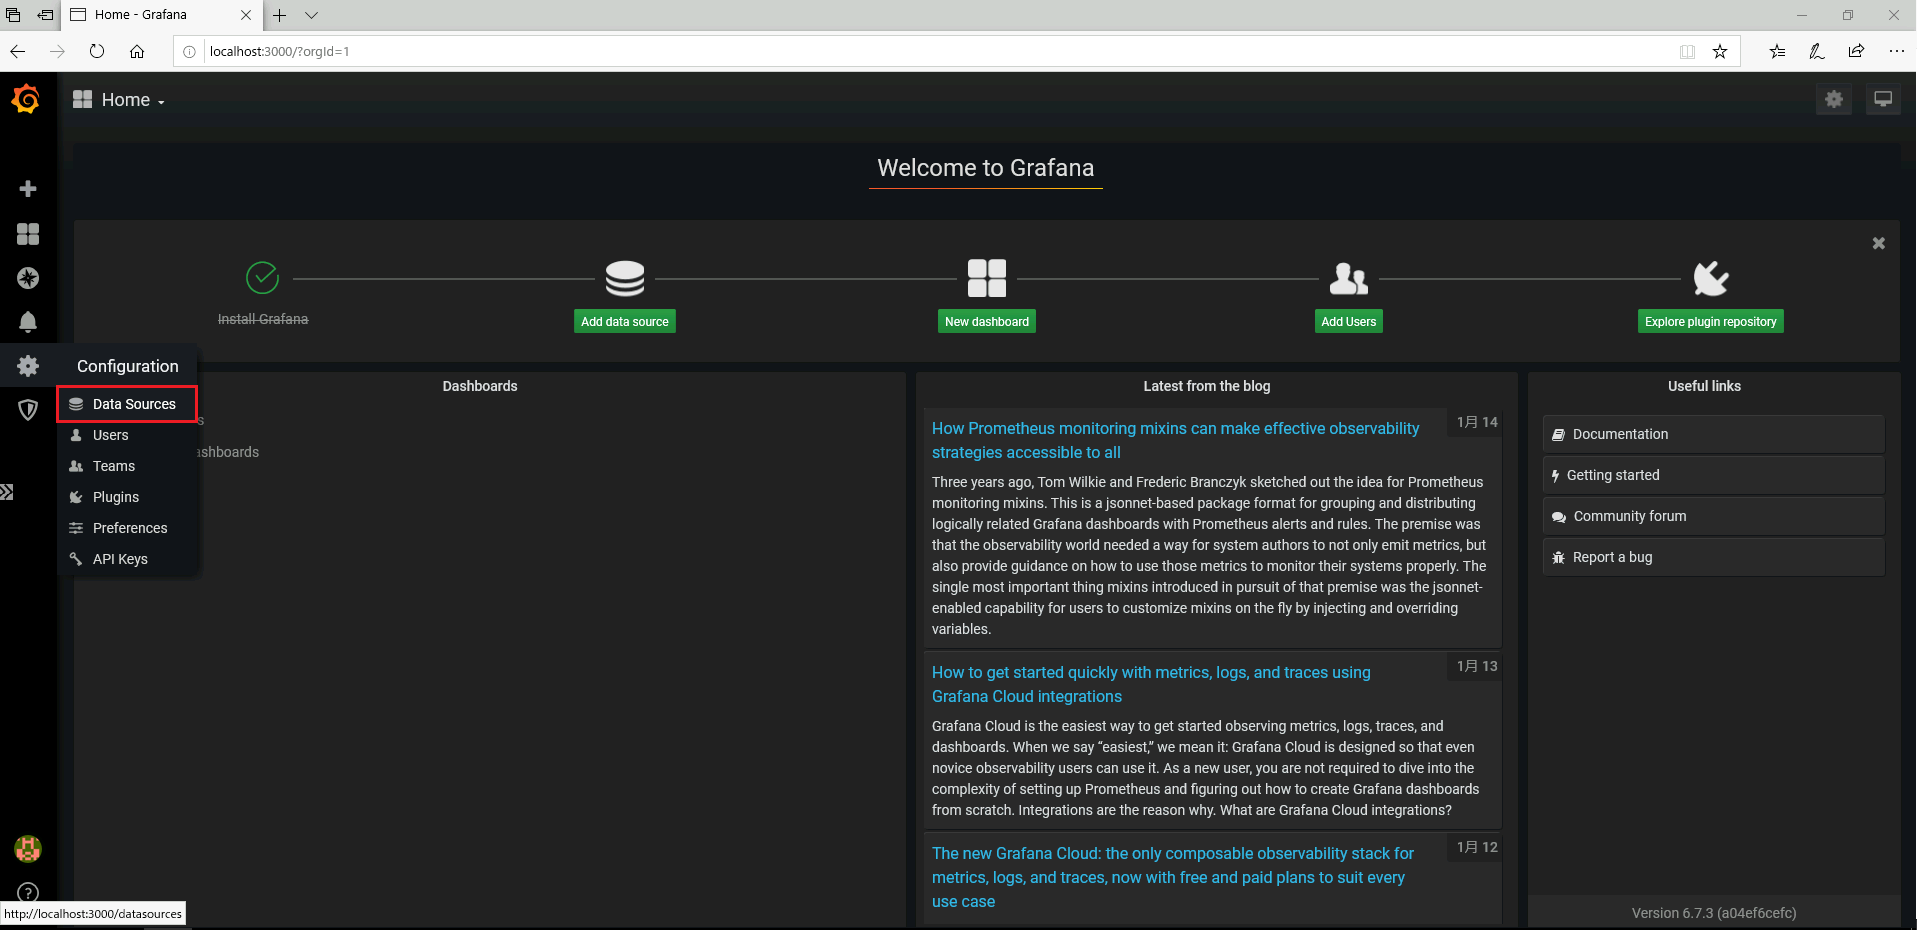 Home - Grafana
localhost:3000/?orgId=1
Home
Welcome to Grafana
Install Grafana
Add data source
New dashboard
Add Users
Explore plugin repository
Configuration
Data Sources
Users
Teams
Plugins
Preferences
API Keys
Dashboards
s
ashboards
Latest from the blog
1月 14
How Prometheus monitoring mixins can make effective observability
strategies accessible to all
Three years ago, Tom Wilkie and Frederic Branczyk sketched out the idea for Prometheus
monitoring mixins. This is a jsonnet-based package format for grouping and distributing
logically related Grafana dashboards with Prometheus alerts and rules. The premise was
that the observability world needed a way for system authors to not only emit metrics, but
also provide guidance on how to use those metrics to monitor their systems properly. The
single most important thing mixins introduced in pursuit of that premise was the jsonnet-
enabled capability for users to customize mixins on the fly by injecting and overriding
variables.
1月 13
How to get started quickly with metrics, logs, and traces using
Grafana Cloud integrations
Grafana Cloud is the easiest way to get started observing metrics, logs, traces, and
dashboards. When we say “easiest,” we mean it: Grafana Cloud is designed so that even
novice observability users can use it. As a new user, you are not required to dive into the
complexity of setting up Prometheus and figuring out how to create Grafana dashboards
from scratch. Integrations are the reason why. What are Grafana Cloud integrations?
1月 12
The new Grafana Cloud: the only composable observability stack for
metrics, logs, and traces, now with free and paid plans to suit every
use case
Useful links
Documentation
Getting started
Community forum
Report a bug
Version 6.7.3 (a04ef6cefc)
http://localhost:3000/datasources